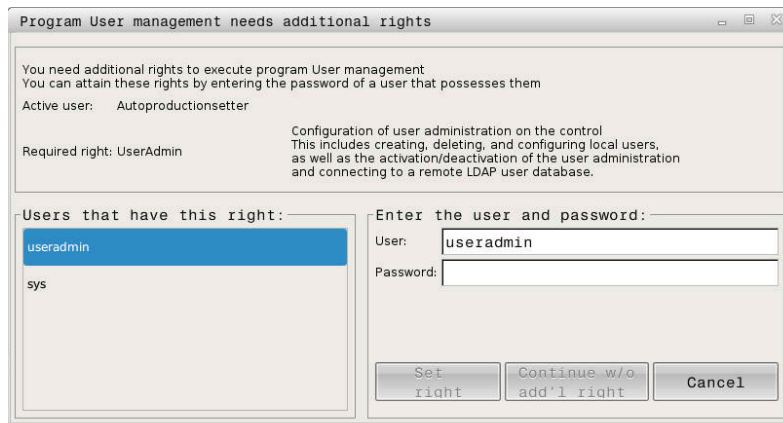 Program User management needs additional rights
You need additional rights to execute program User management
You can attain these rights by entering the password of a user that possesses them
Active user: Autoproductionsetter
Required right: UserAdmin
Configuration of user administration on the control
This includes creating, deleting, and configuring local users,
as well as the activation/deactivation of the user administration
and connecting to a remote LDAP user database.
Users that have this right:
useradmin
sys
Enter the user and password:
User: useradmin
Password:
Set
right
Continue w/o
add'l right
Cancel